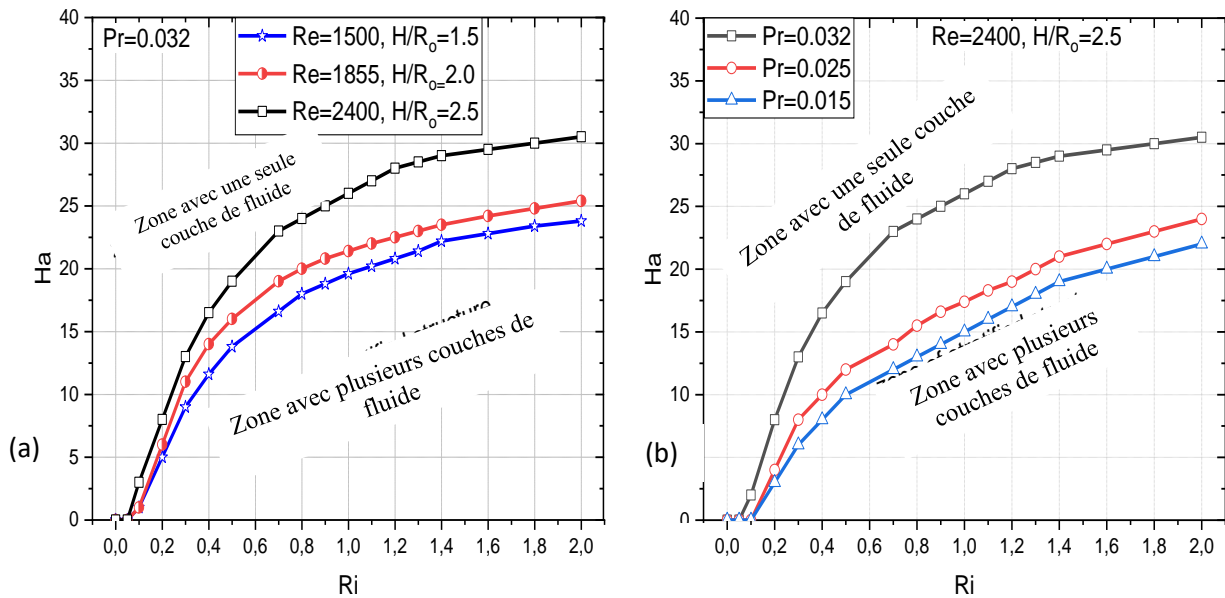 (a)
40
35
30
25
20
15
10
5
0
Ha
Pr=0.032
Re=1500, H/Ro=1.5
Re=1855, H/Ro=2.0
Re=2400, H/Ro=2.5
Zone avec une seule
couche de fluide
structure
Zone avec plusieurs couches de
fluide
0,0 0,2 0,4 0,6 0,8 1,0 1,2 1,4 1,6 1,8 2,0
Ri
(b)
40
35
30
25
20
15
10
5
0
Ha
Pr=0.032
Pr=0.025
Pr=0.015
Re=2400, H/Ro=2.5
Zone avec une seule couche
de fluide
Zone avec plusieurs
couches de fluide
0,0 0,2 0,4 0,6 0,8 1,0 1,2 1,4 1,6 1,8 2,0
Ri